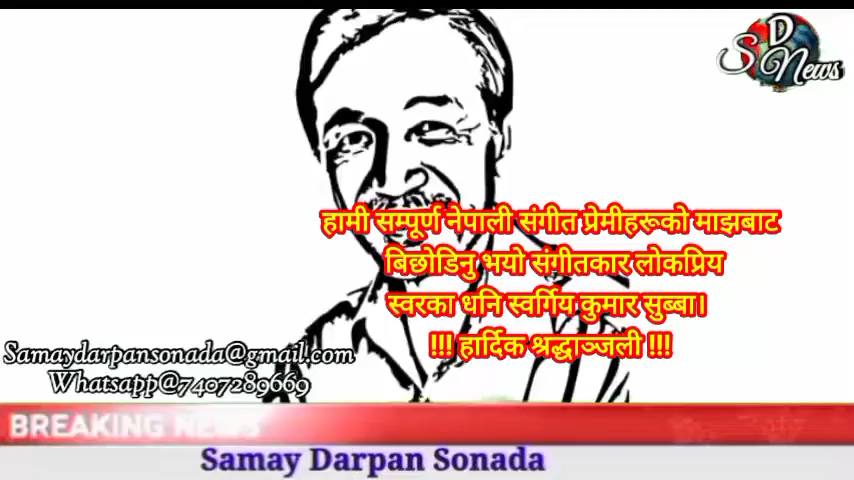 SD News
हामी सम्पूर्ण नेपाली संगीत प्रेमीहरूको माझबाट
बिछोडिनु भयो संगीतकार लोकप्रिय
स्वरका धनि स्वर्गिय कुमार सुब्बा।
!!! हार्दिक श्रद्धाञ्जली !!!
Samaydarpansonada@gmail.com
Whatsapp@7407289669
BREAKING NEWS
Samay Darpan Sonada